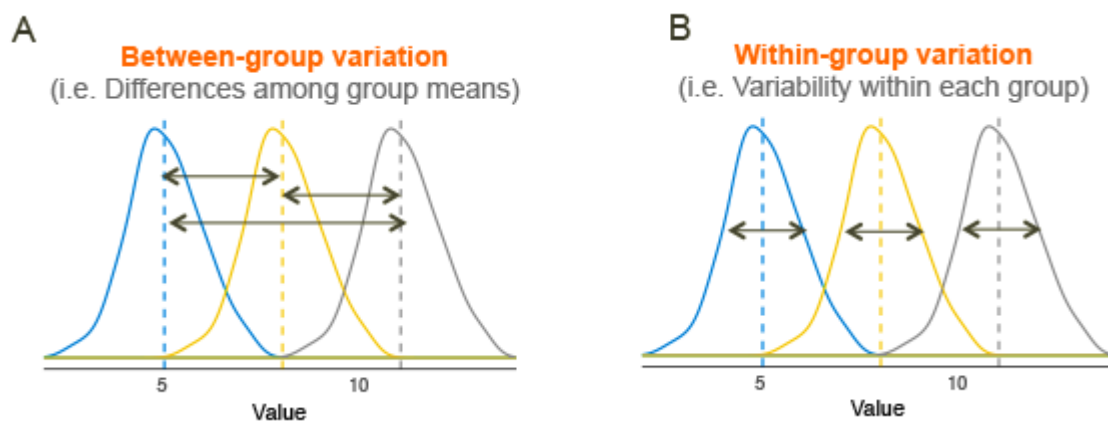 A
Between-group variation
(i.e. Differences among group means)
5
10
Value
B
Within-group variation
(i.e. Variability within each group)
5
10
Value